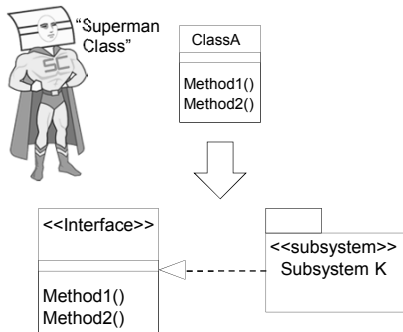 “Superman
Class”
SC
ClassA
Method1()
Method2()
<<Interface>>
Method1()
Method2()
<<subsystem>>
Subsystem K